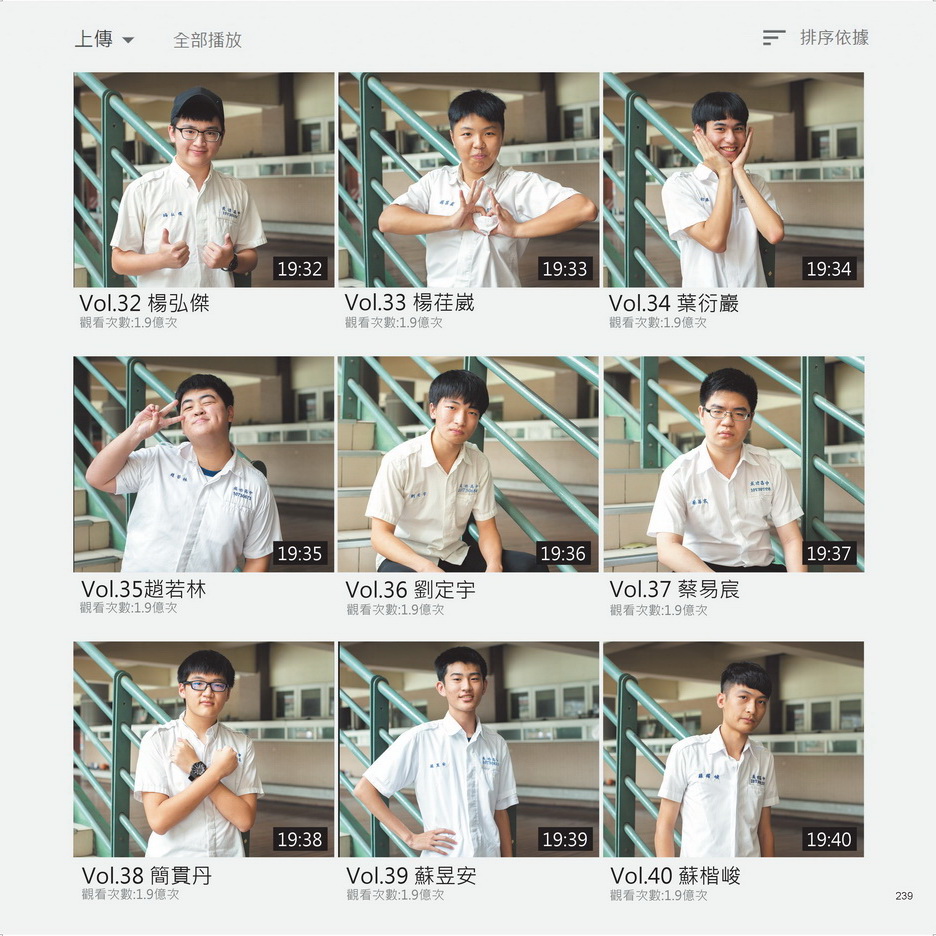 上傳
全部播放
排序依據
19:32
19:33
19:34
Vol.32 楊弘傑
Vol.33 楊荏崴
Vol.34 葉衍巖
觀看次數:1.9億次
觀看次數:1.9億次
觀看次數:1.9億次
19:35
19:36
19:37
Vol.35趙若林
Vol.36 劉定宇
Vol.37 蔡易宸
觀看次數:1.9億次
觀看次數:1.9億次
觀看次數:1.9億次
19:38
19:39
19:40
Vol.38 簡貫丹
Vol.39 蘇昱安
Vol.40 蘇楷峻
觀看次數:1.9億次
觀看次數:1.9億次
觀看次數:1.9億次
239